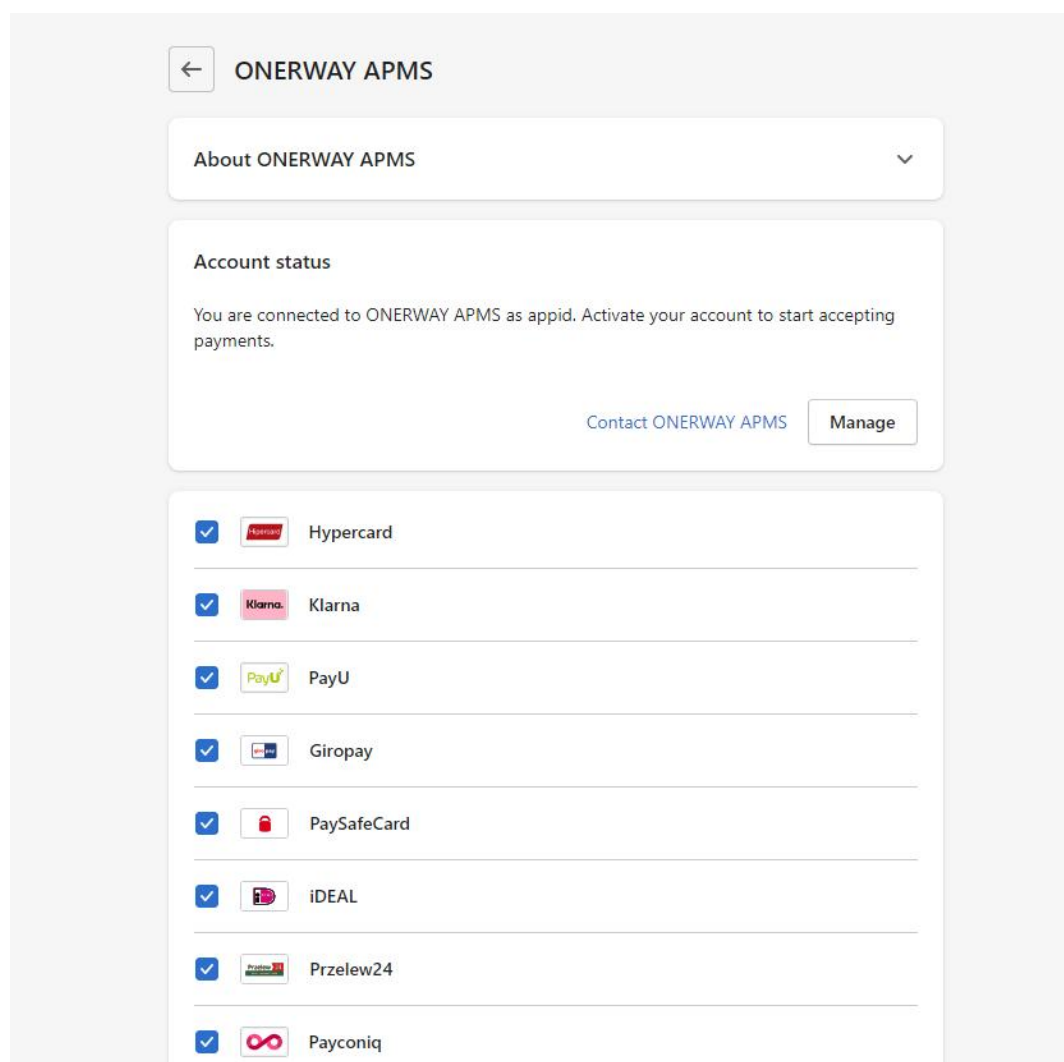 ONERWAY APMS
About ONERWAY APMS
Account status
You are connected to ONERWAY APMS as appid. Activate your account to start accepting
payments.
Contact ONERWAY APMS
Manage
Hypercard
Klarna.
Klarna
PayU
PayU
Giropay
PaySafeCard
iDEAL
Przelew24
Payconiq